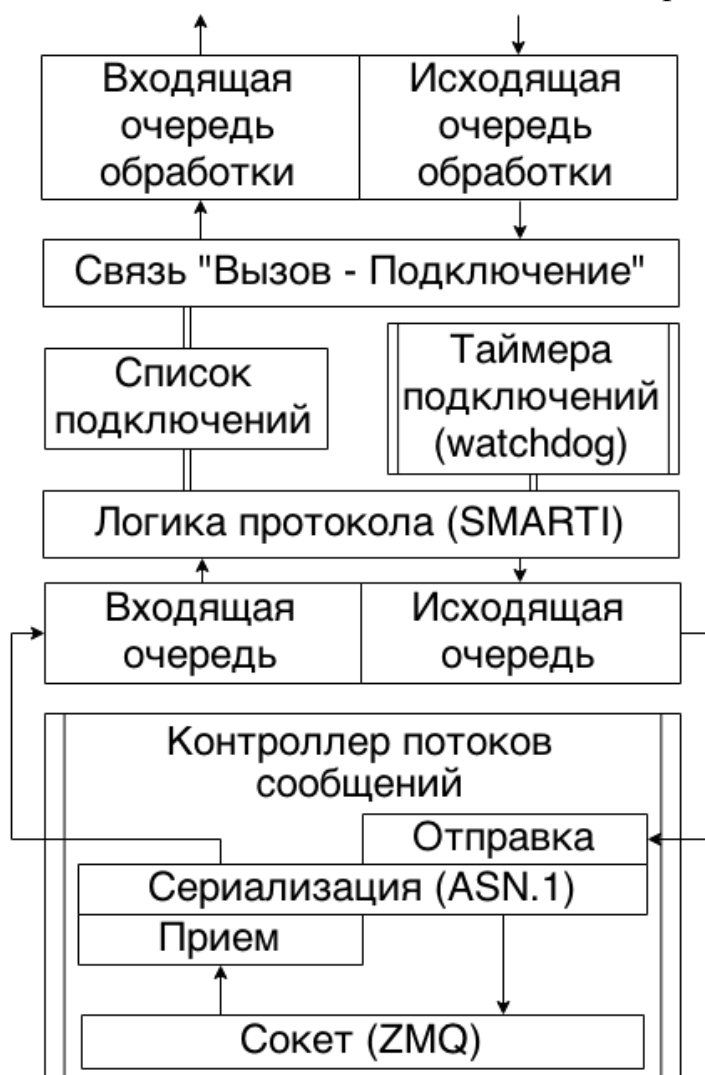 Входящая
очередь
обработки
Исходящая
очередь
обработки
Связь "Вызов - Подключение"
Список
подключений
Таймера
подключений
(watchdog)
Логика протокола (SMARTI)
Входящая
очередь
Исходящая
очередь
Контроллер потоков
сообщений
Отправка
Сериализация (ASN.1)
Прием
Сокет (ZMQ)